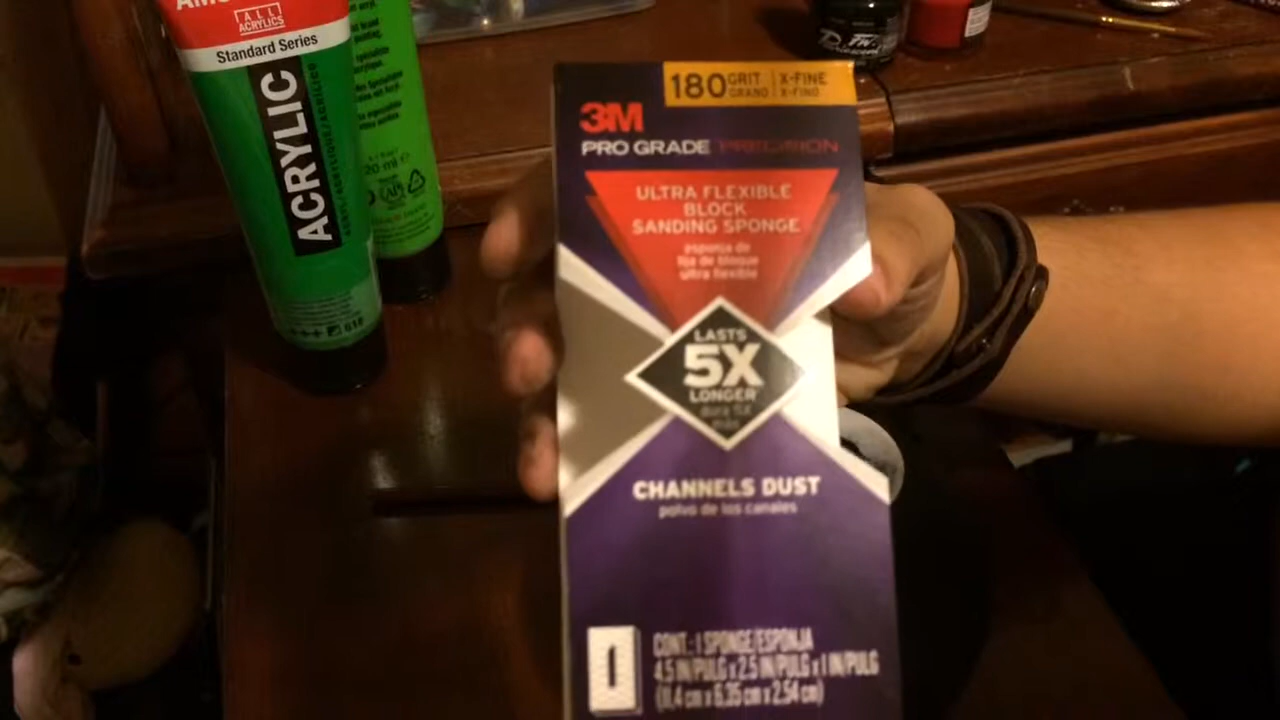 ALL
ACRYLICS
Standard Series
ACRYLIC
618
20 ml e
180 GRIT X-FINE
GRANO X-FINO
3M
PRO GRADE PRECISION
ULTRA FLEXIBLE
BLOCK
SANDING SPONGE
esponja de
lija de bloque
ultra flexible
LASTS
5X
LONGER
dura 5X
más
CHANNELS DUST
polvo de los canales
1
CONT.: 1 SPONGE/ESPONJA
4.5 IN/PULG x 2.5 IN/PULG x 1 IN/PULG
(11.4 cm x 6.35 cm x 2.54 cm)